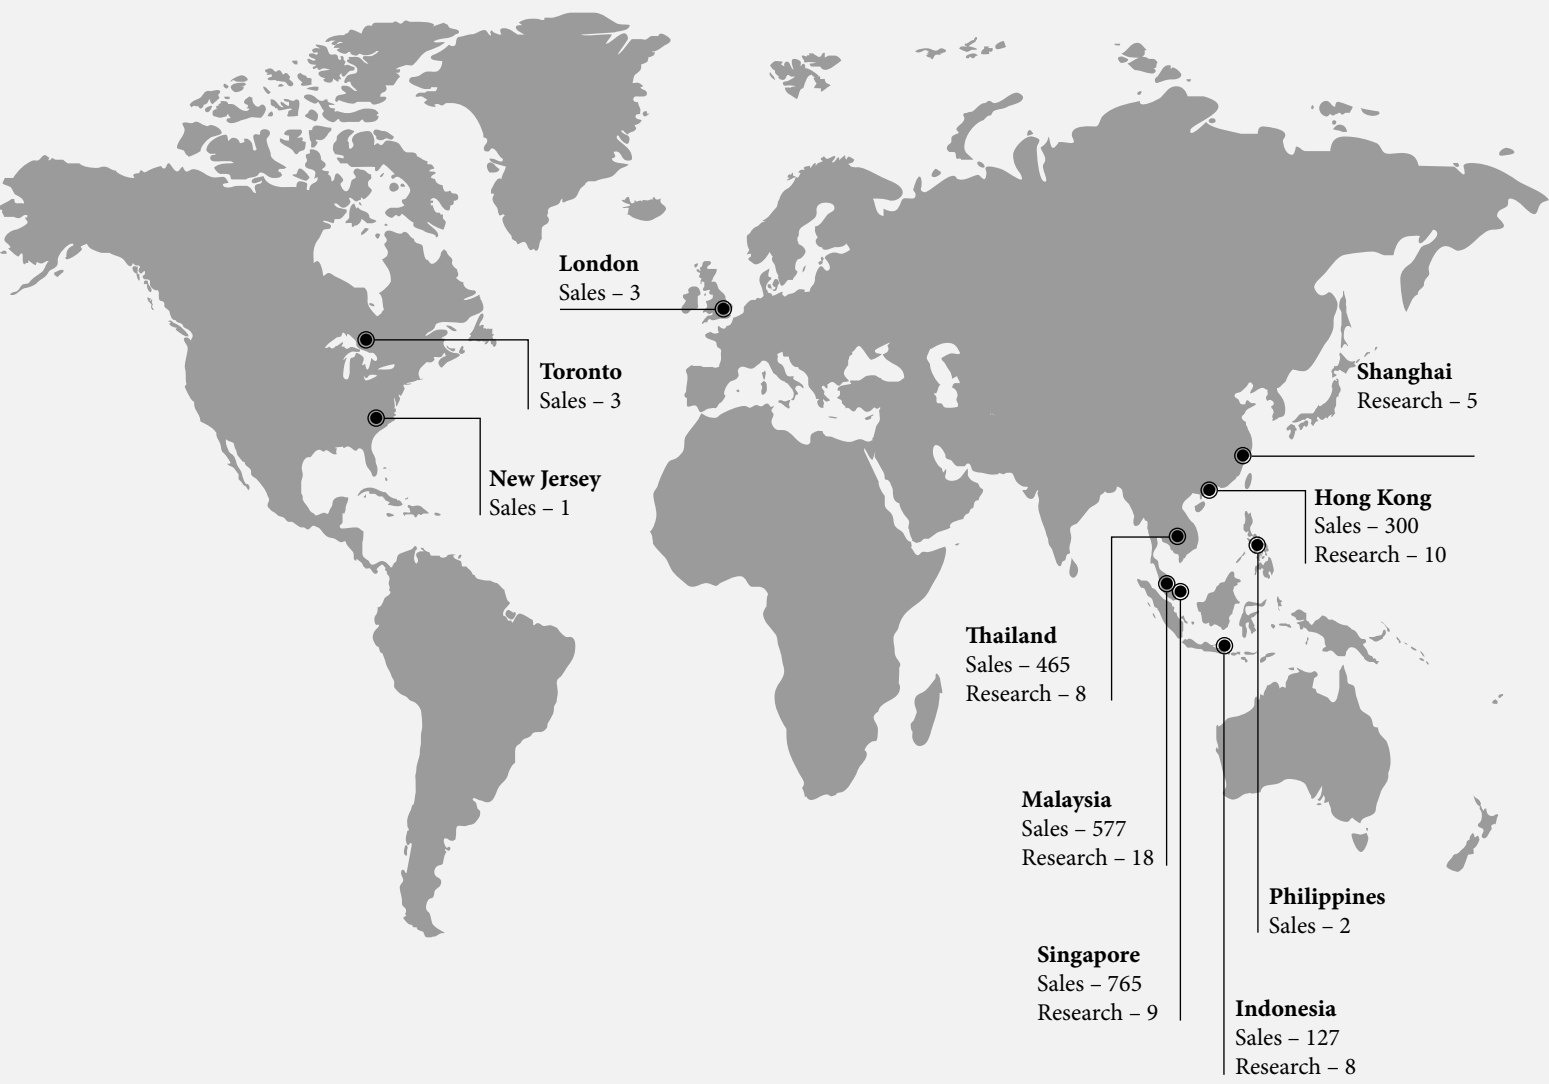 London
Sales – 3
Toronto
Sales – 3
New Jersey
Sales – 1
Shanghai
Research – 5
Hong Kong
Sales – 300
Research – 10
Thailand
Sales – 465
Research – 8
Malaysia
Sales – 577
Research – 18
Philippines
Sales – 2
Singapore
Sales – 765
Research – 9
Indonesia
Sales – 127
Research – 8